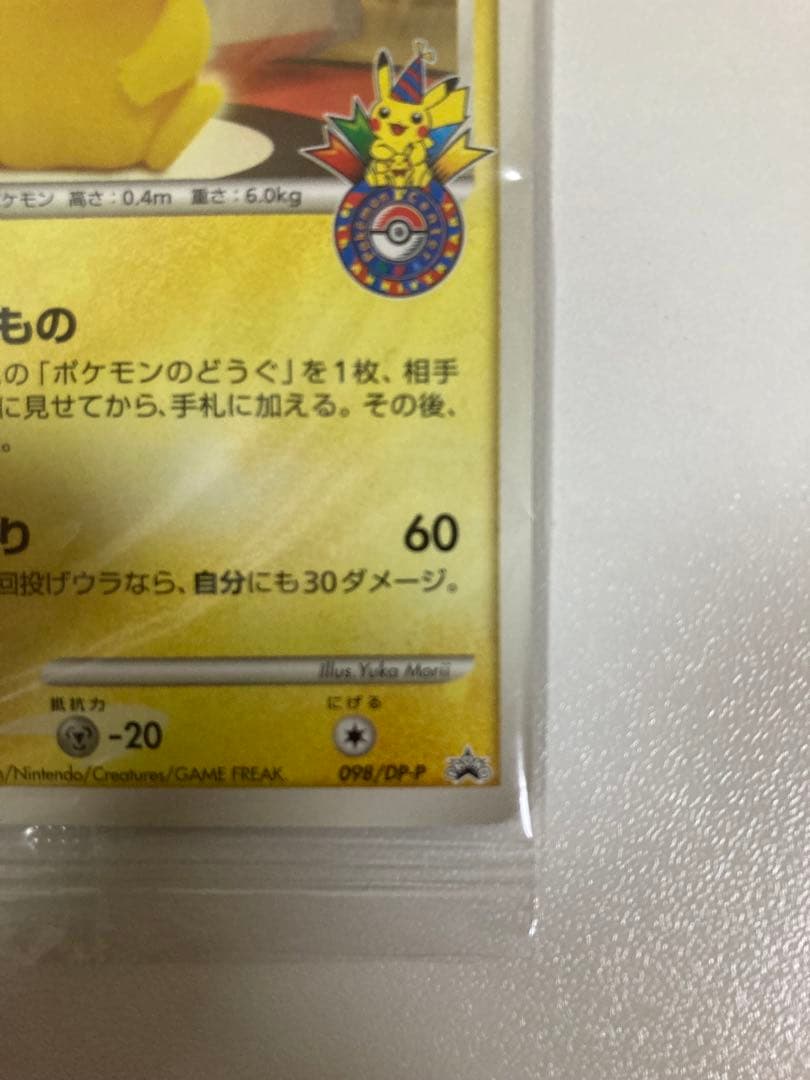 ケモン 高さ：0.4m 重さ：6.0kg
Pokémon Center
ANNIVERSARY
もの
の「ポケモンのどうぐ」を1枚、相手
に見せてから、手札に加える。その後、
。
り 60
回投げウラなら、自分にも30ダメージ。
Illus. Yuka Morii
抵抗力 にげる
-20
/Nintendo/Creatures/GAME FREAK.
098/DP-P